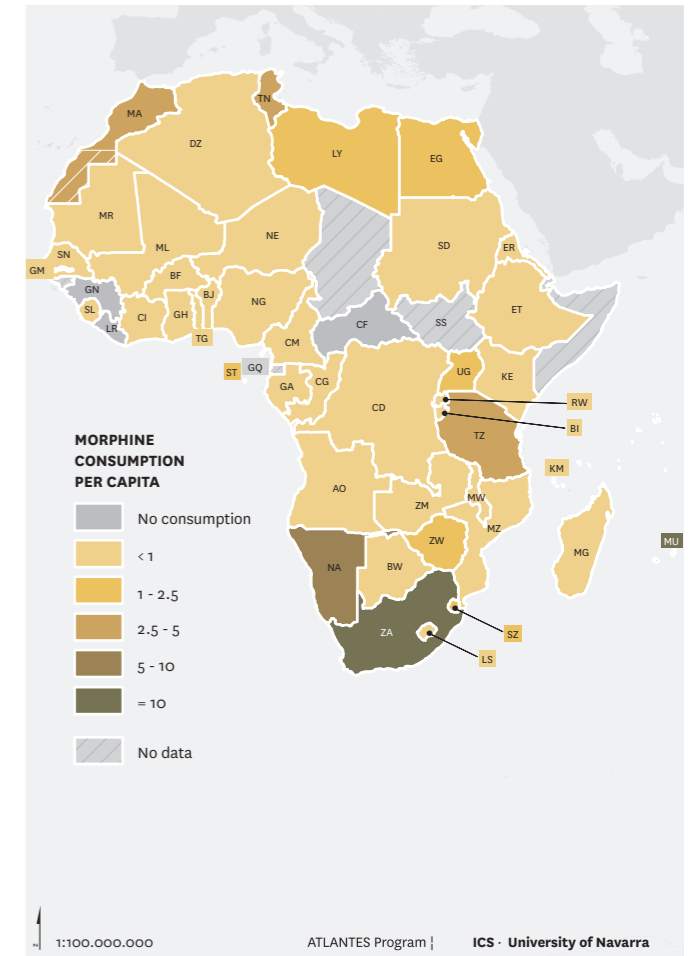 TN
MA
DZ
LY
EG
MR
ML
NE
SD
ER
SN
GM
BF
GN
BJ
NG
ET
SL
CI
GH
LR
TG
CF
SS
CM
ST
GQ
UG
KE
GA
CG
CD
RW
BI
TZ
KM
MORPHINE
CONSUMPTION
PER CAPITA
No consumption
< 1
1 - 2.5
2.5 - 5
5 - 10
= 10
No data
AO
MW
ZM
MZ
MG
MU
ZW
NA
BW
ZA
SZ
LS
N
1:100.000.000
ATLANTES Program ¦
ICS · University of Navarra